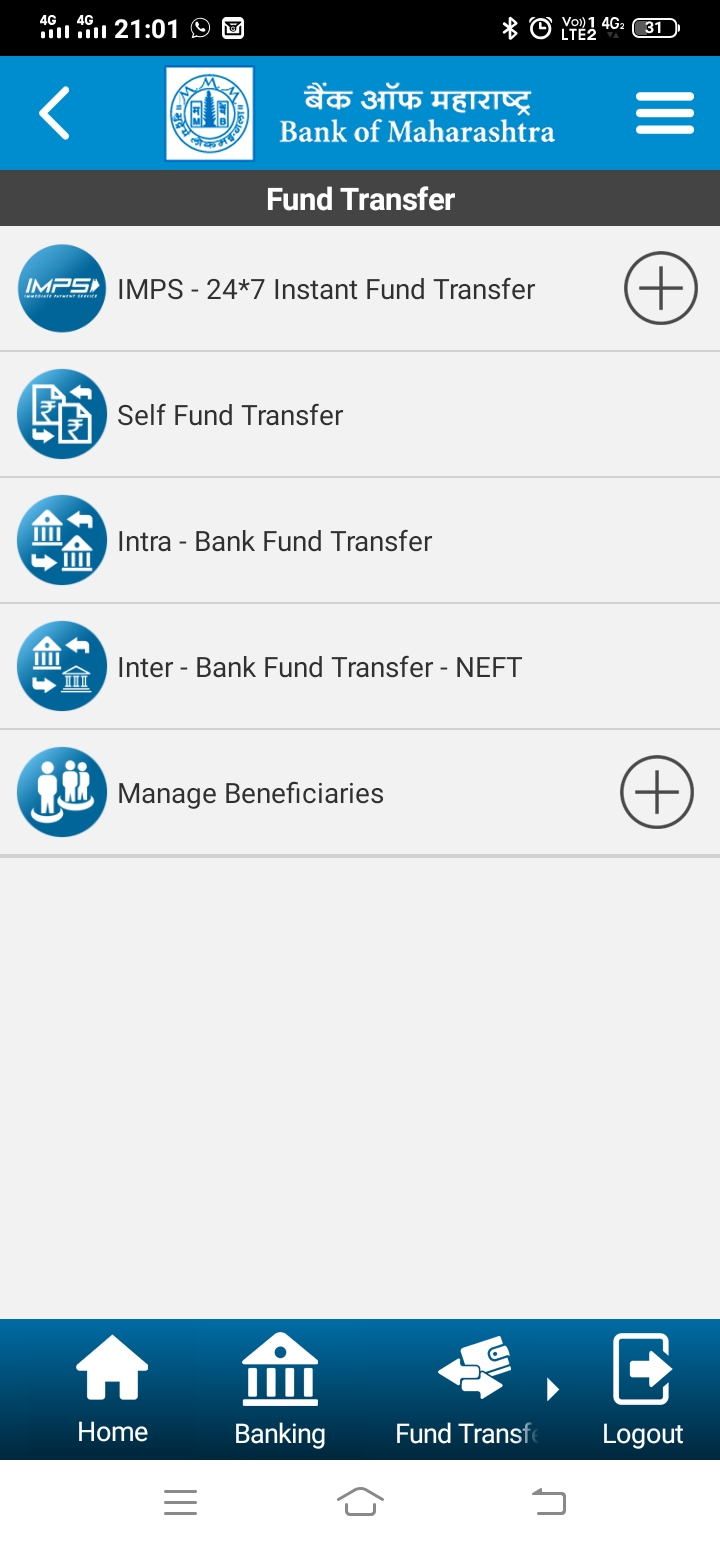 4G 4G 21:01 VoLTE 1 LTE2 4G2 31
बैंक ऑफ महाराष्ट्र
Bank of Maharashtra
Fund Transfer
IMPS
IMMEDIATE PAYMENT SERVICE
IMPS - 24*7 Instant Fund Transfer
Self Fund Transfer
Intra - Bank Fund Transfer
Inter - Bank Fund Transfer - NEFT
Manage Beneficiaries
Home Banking Fund Transfe Logout